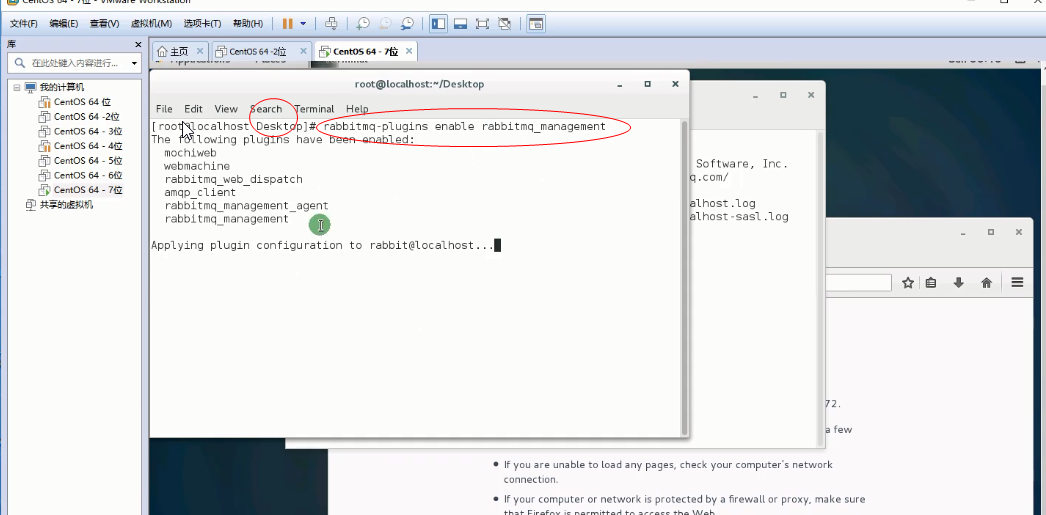 CentOS 64 - 7位 - VMware Workstation
文件(F) 编辑(E) 查看(V) 虚拟机(M) 选项卡(T) 帮助(H)
库
在此处键入内容进行...
我的计算机
CentOS 64 位
CentOS 64 -2位
CentOS 64 - 3位
CentOS 64 - 4位
CentOS 64 - 5位
CentOS 64 - 6位
CentOS 64 - 7位
共享的虚拟机
主页
CentOS 64 -2位
CentOS 64 - 7位
root@localhost:~/Desktop
File Edit View Search Terminal Help
[root@localhost Desktop]# rabbitmq-plugins enable rabbitmq_management
The following plugins have been enabled:
mochiweb
webmachine
rabbitmq_web_dispatch
amqp_client
rabbitmq_management_agent
rabbitmq_management
Applying plugin configuration to rabbit@localhost...
Software, Inc.
q.com/
alhost.log
alhost-sasl.log
72.
a few
If you are unable to load any pages, check your computer's network
connection.
If your computer or network is protected by a firewall or proxy, make sure
that Firefox is permitted to access the Web.